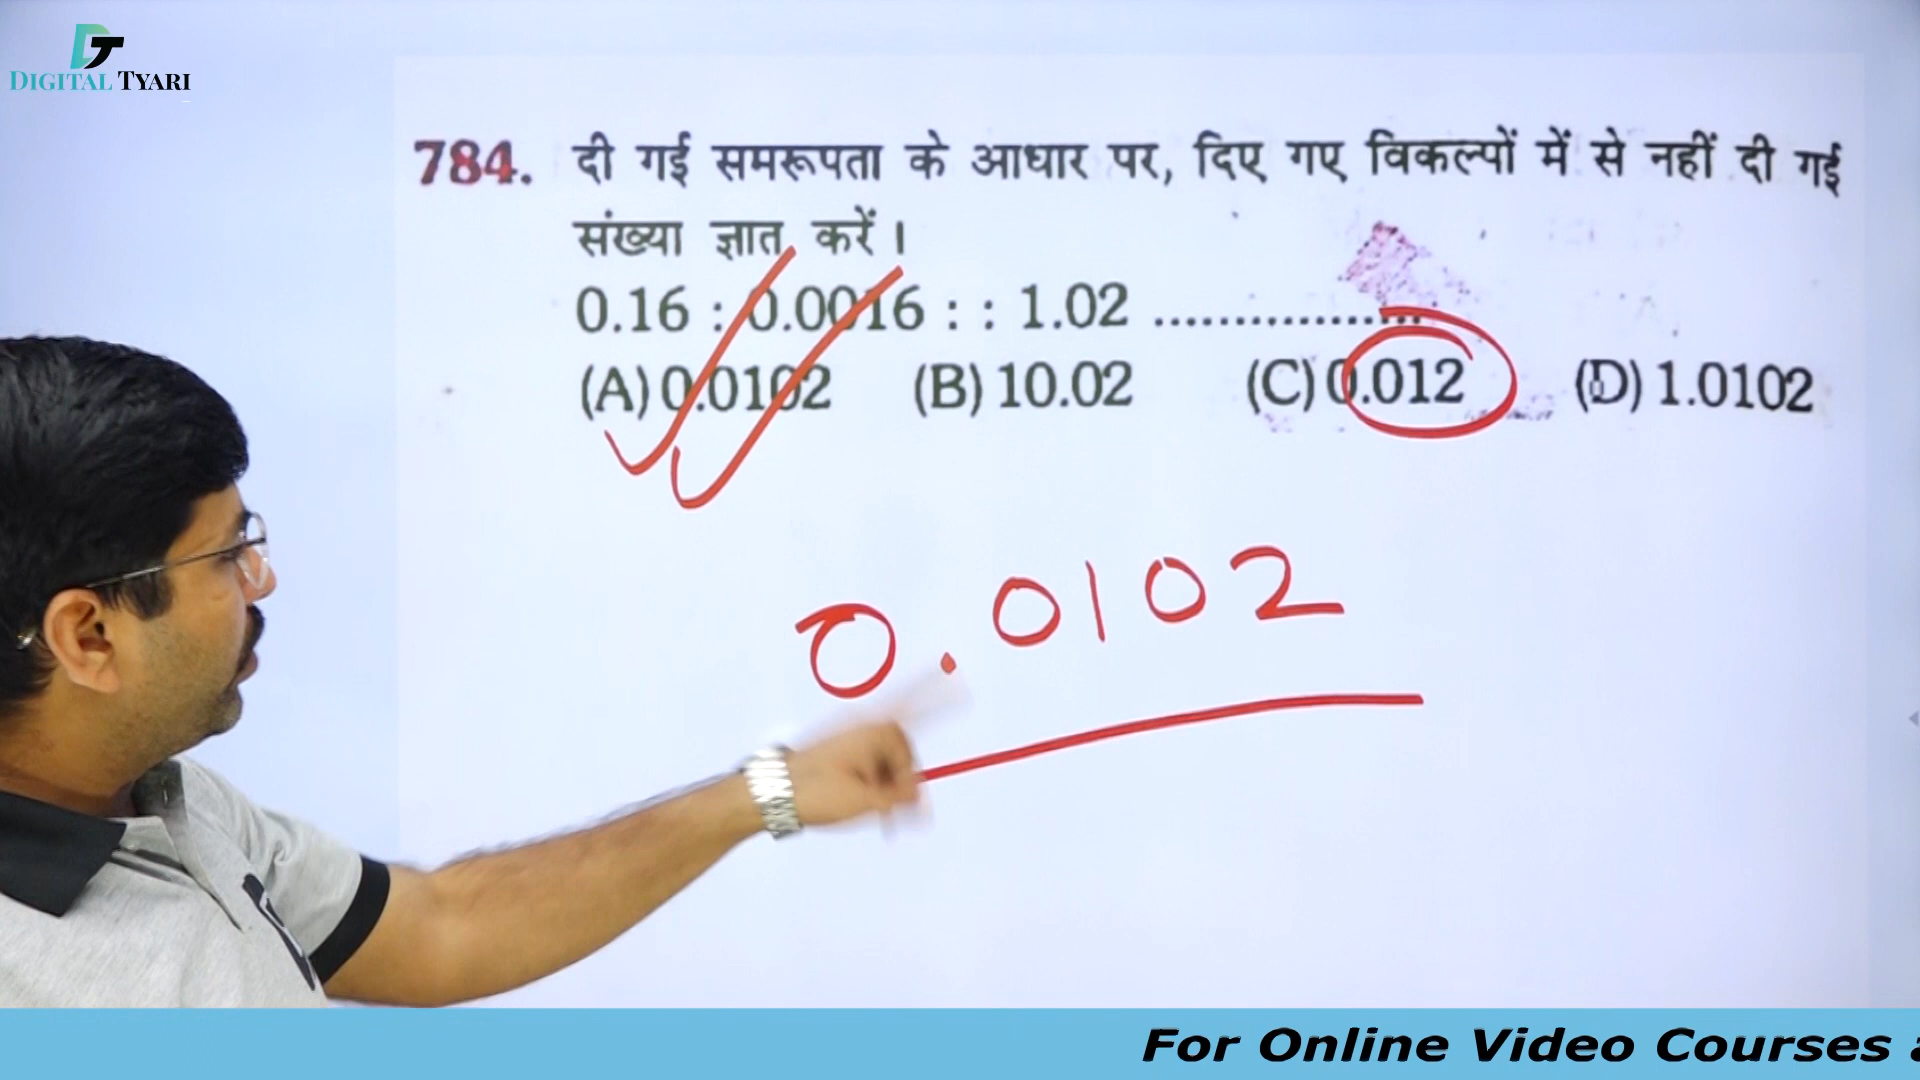 DT
DIGITAL TYARI
784. दी गई समरूपता के आधार पर, दिए गए विकल्पों में से नहीं दी गई
संख्या ज्ञात करें।
0.16 : 0.0016 : : 1.02 ..................
(A) 0.0102 (B) 10.02 (C) 0.012 (D) 1.0102
0.0102
For Online Video Courses